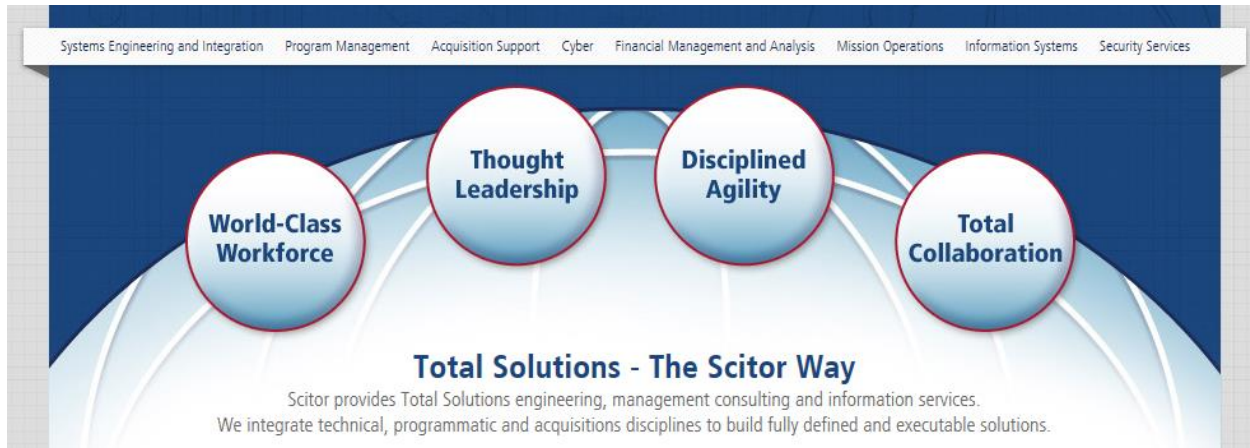 Systems Engineering and Integration Program Management Acquisition Support Cyber Financial Management and Analysis Mission Operations Information Systems Security Services
World-Class
Workforce
Thought
Leadership
Disciplined
Agility
Total
Collaboration
Total Solutions - The Scitor Way
Scitor provides Total Solutions engineering, management consulting and information services.
We integrate technical, programmatic and acquisitions disciplines to build fully defined and executable solutions.